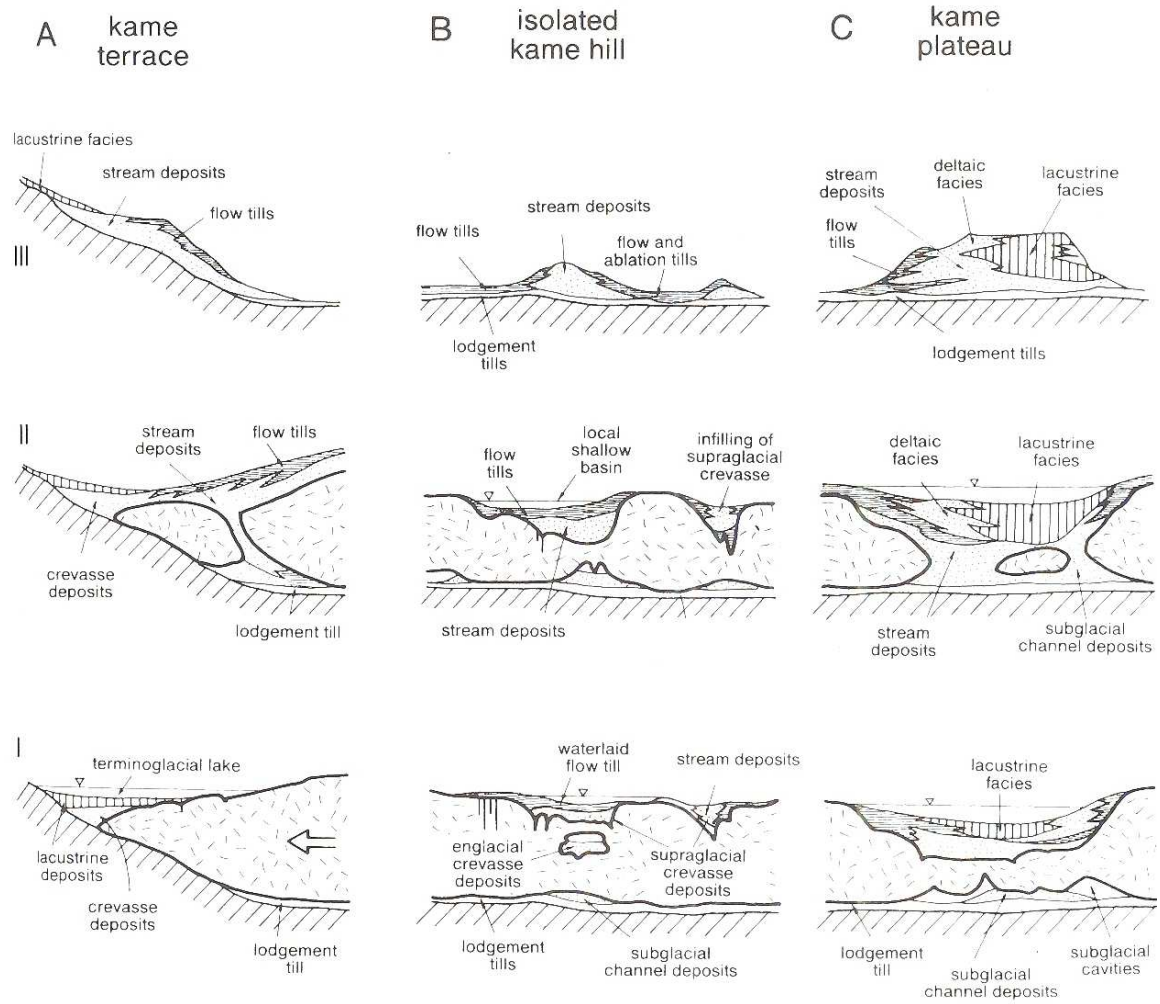 A
kame
terrace
B
isolated
kame hill
C
kame
plateau
III
lacustrine facies
stream deposits
flow tills
flow tills
stream deposits
flow and
ablation tills
lodgement
tills
stream
deposits
deltaic
facies
lacustrine
facies
flow
tills
lodgement tills
II
stream
deposits
flow tills
crevasse
deposits
lodgement till
flow
tills
local
shallow
basin
infilling of
supraglacial
crevasse
stream deposits
deltaic
facies
lacustrine
facies
stream
deposits
subglacial
channel deposits
I
terminoglacial lake
lacustrine
deposits
crevasse
deposits
lodgement
till
waterlaid
flow till
stream deposits
englacial
crevasse
deposits
supraglacial
crevasse
deposits
lodgement
tills
subglacial
channel deposits
lacustrine
facies
lodgement
till
subglacial
channel deposits
subglacial
cavities